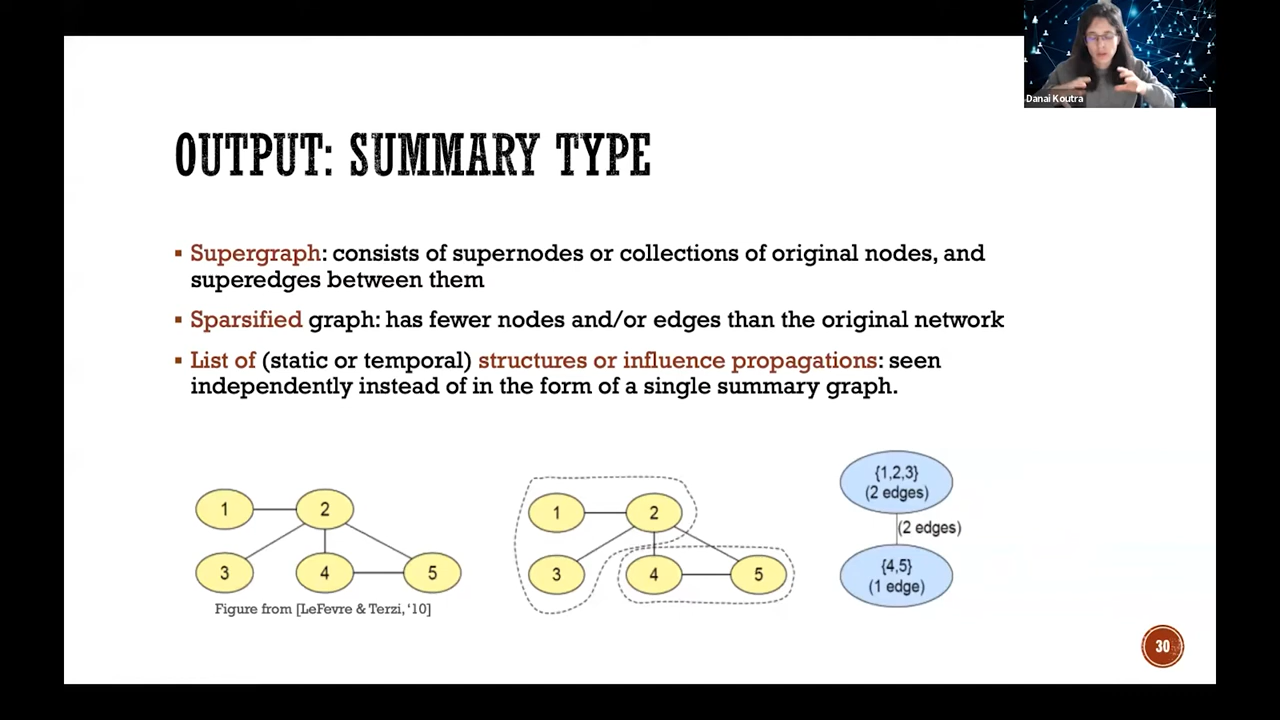 Danai Koutra
OUTPUT: SUMMARY TYPE
▪ Supergraph: consists of supernodes or collections of original nodes, and
superedges between them
▪ Sparsified graph: has fewer nodes and/or edges than the original network
▪ List of (static or temporal) structures or influence propagations: seen
independently instead of in the form of a single summary graph.
1 2
3 4 5
Figure from [LeFevre & Terzi, ‘10]
1 2
3 4 5
{1,2,3}
(2 edges)
(2 edges)
{4,5}
(1 edge)
30